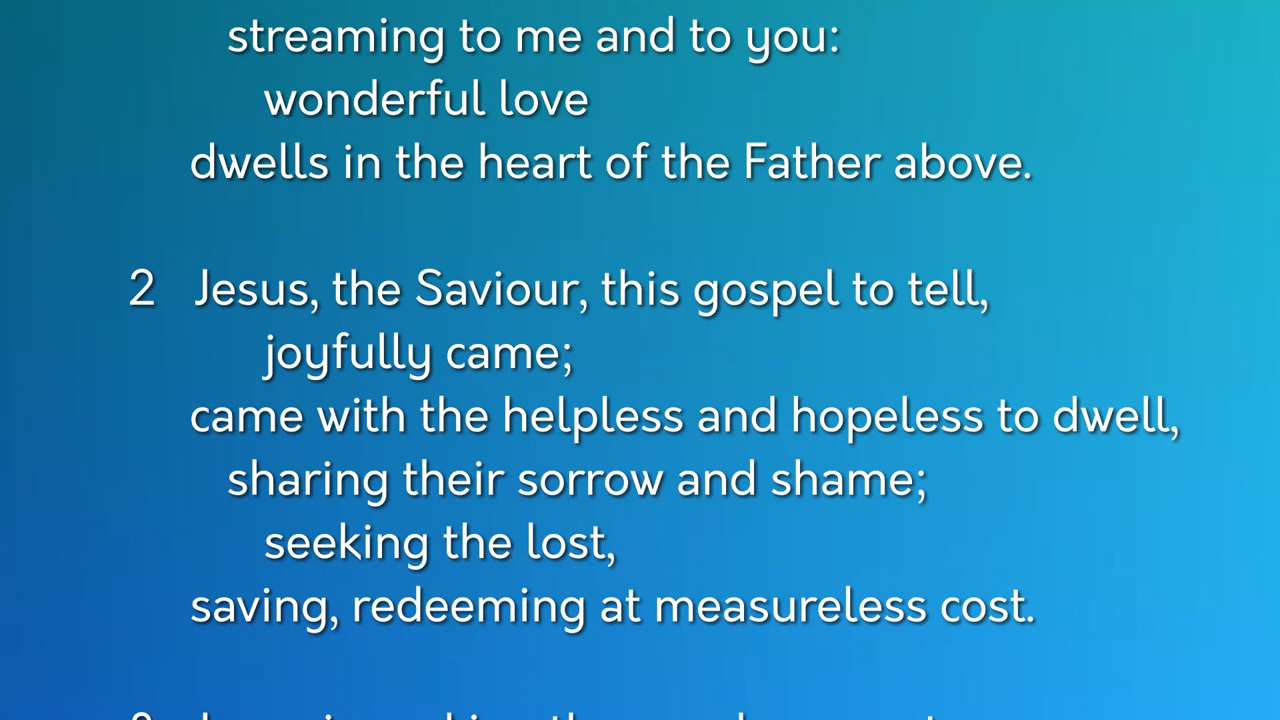 streaming to me and to you:
wonderful love
dwells in the heart of the Father above.
2 Jesus, the Saviour, this gospel to tell,
joyfully came;
came with the helpless and hopeless to dwell,
sharing their sorrow and shame;
seeking the lost,
saving, redeeming at measureless cost.